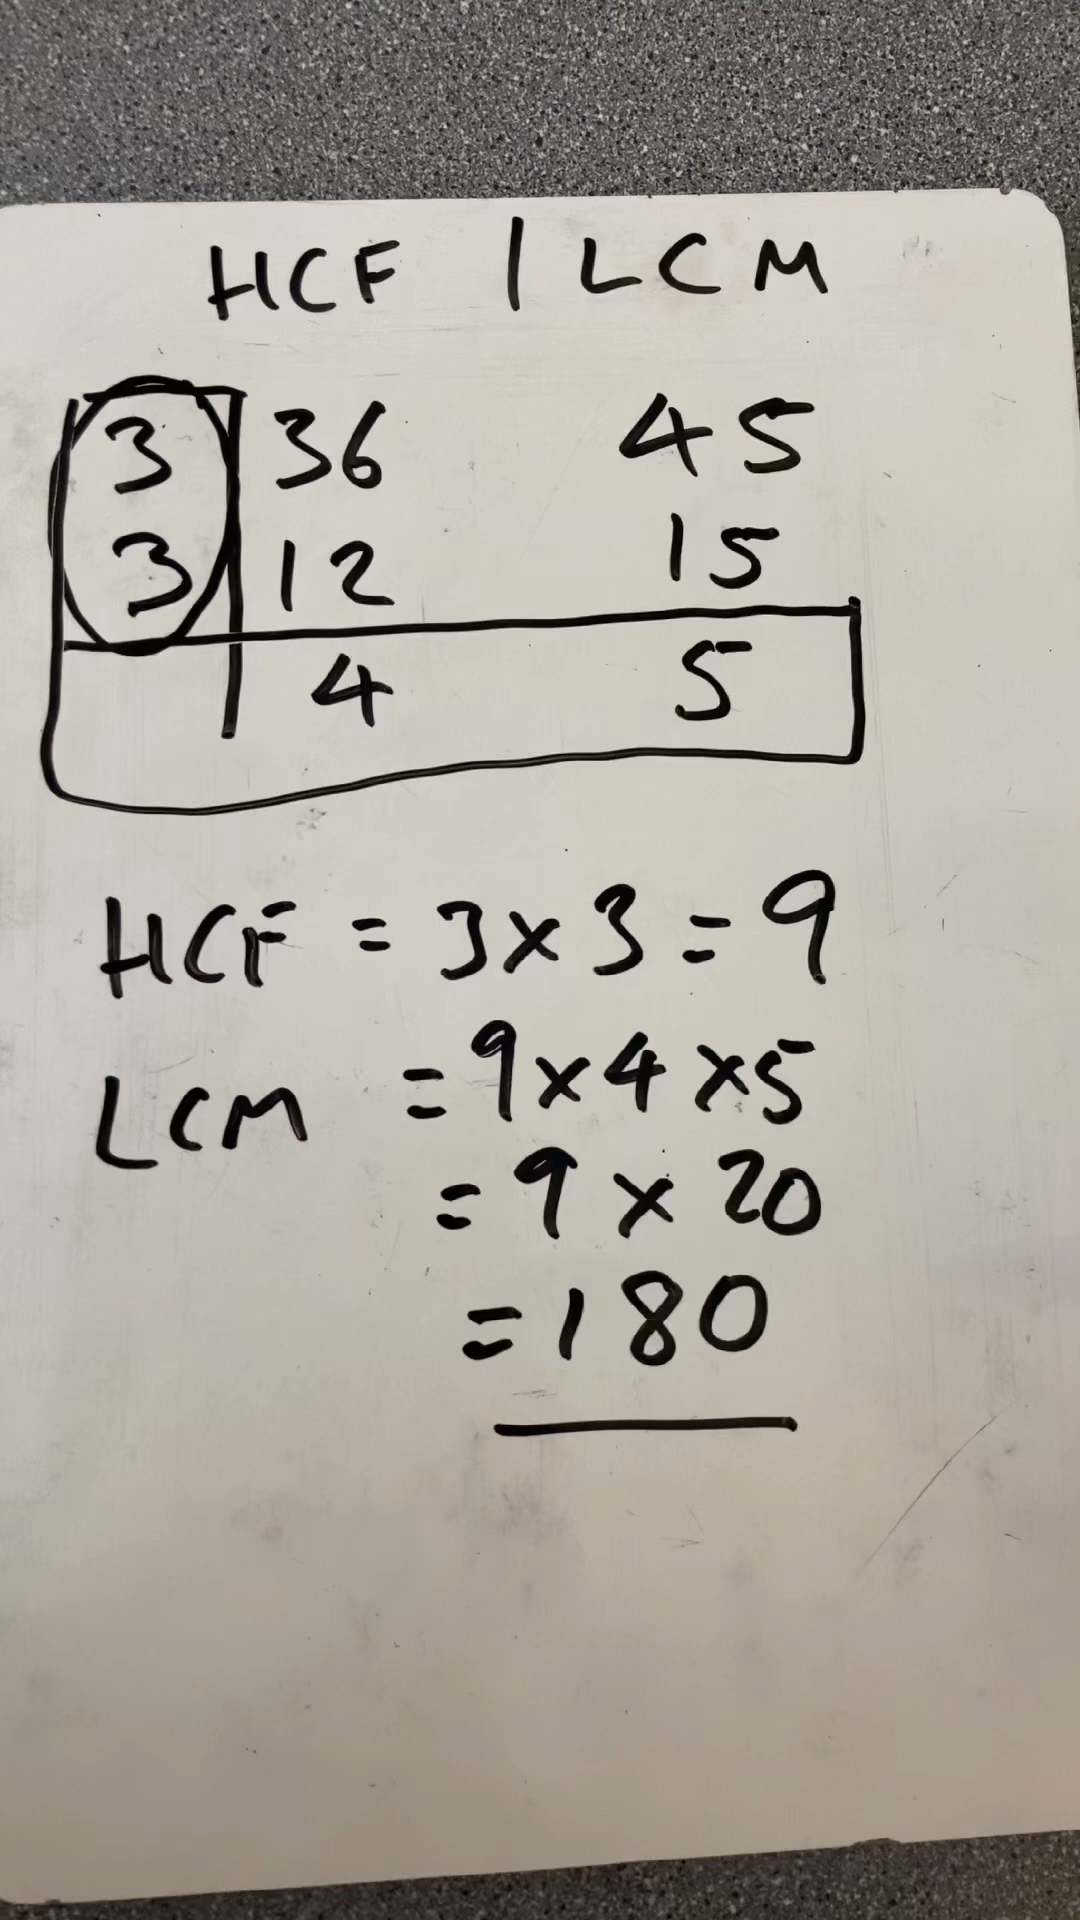 HCF | LCM
3 36 45
3 12 15
4 5
HCF = 3×3=9
LCM =9×4×5
=9×20
=180